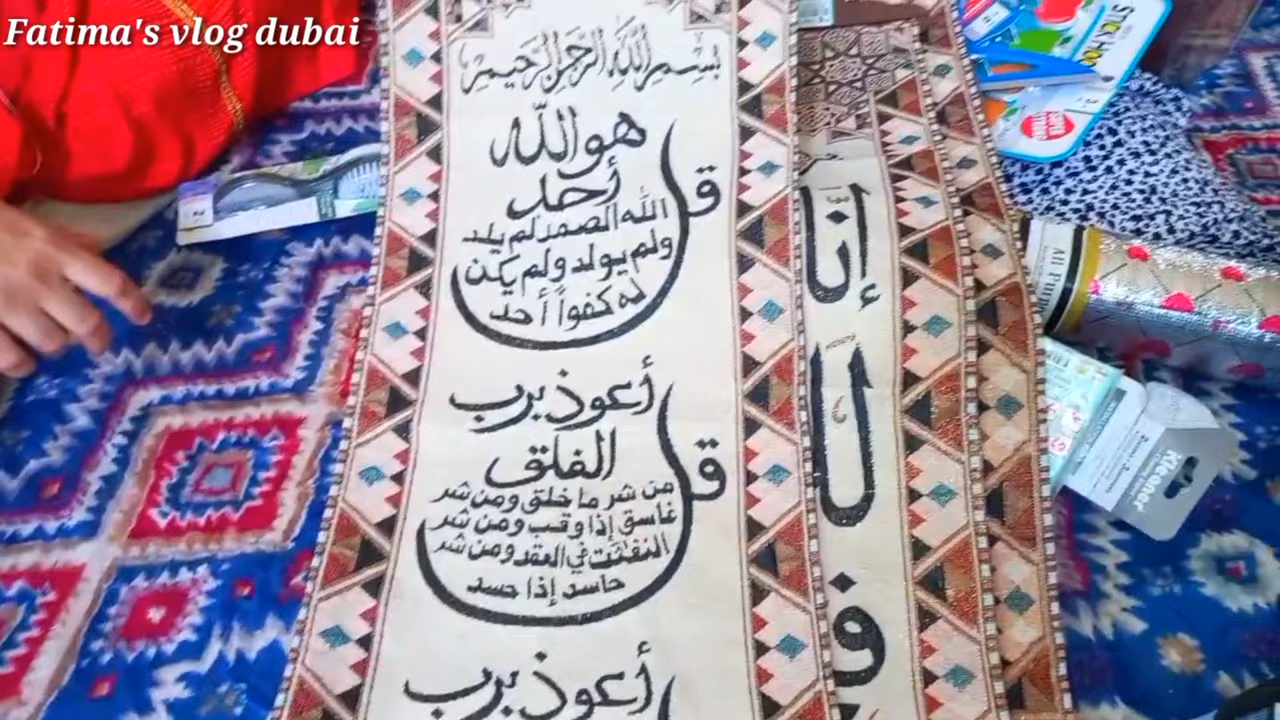 Fatima's vlog dubai
بسم الله الرحمن الرحيم
قل هو الله
أحد
الله الصمد لم يلد
ولم يولد ولم يكن
له كفواً أحد
قل أعوذ برب
الفلق
من شر ما خلق ومن شر
غاسق إذا وقب ومن شر
النفثت في العقد ومن شر
حاسد إذا حسد
أعوذ برب
إنا
Kleaner